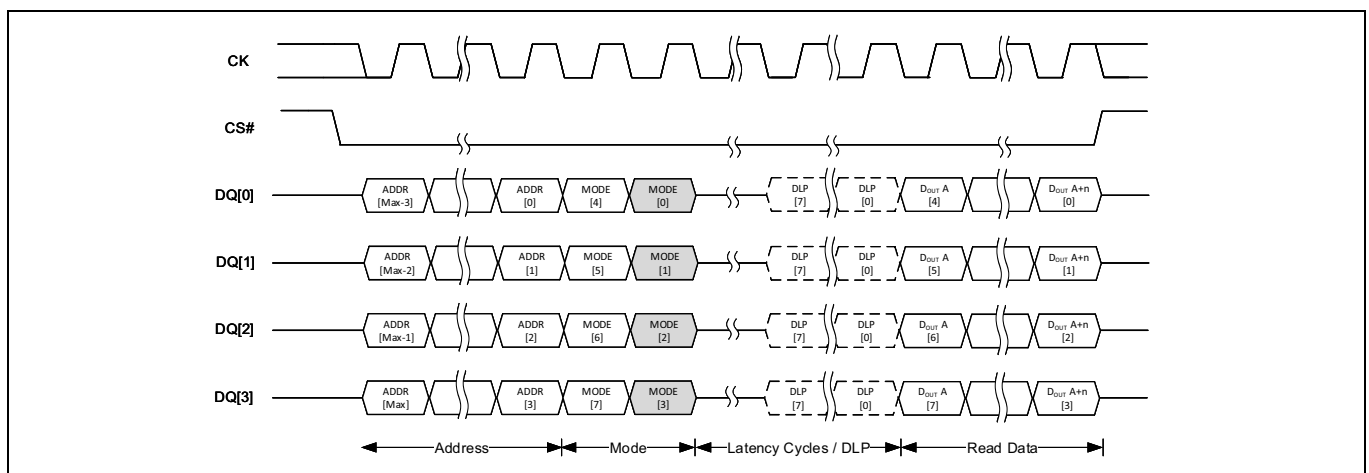 CK
CS#
DQ[0] ADDR [Max-3] ADDR [0] MODE [4] MODE [0] DLP [7] DLP [0] DOUT A [4] DOUT A+n [0]
DQ[1] ADDR [Max-2] ADDR [1] MODE [5] MODE [1] DLP [7] DLP [0] DOUT A [5] DOUT A+n [1]
DQ[2] ADDR [Max-1] ADDR [2] MODE [6] MODE [2] DLP [7] DLP [0] DOUT A [6] DOUT A+n [2]
DQ[3] ADDR [Max] ADDR [3] MODE [7] MODE [3] DLP [7] DLP [0] DOUT A [7] DOUT A+n [3]
Address Mode Latency Cycles / DLP Read Data